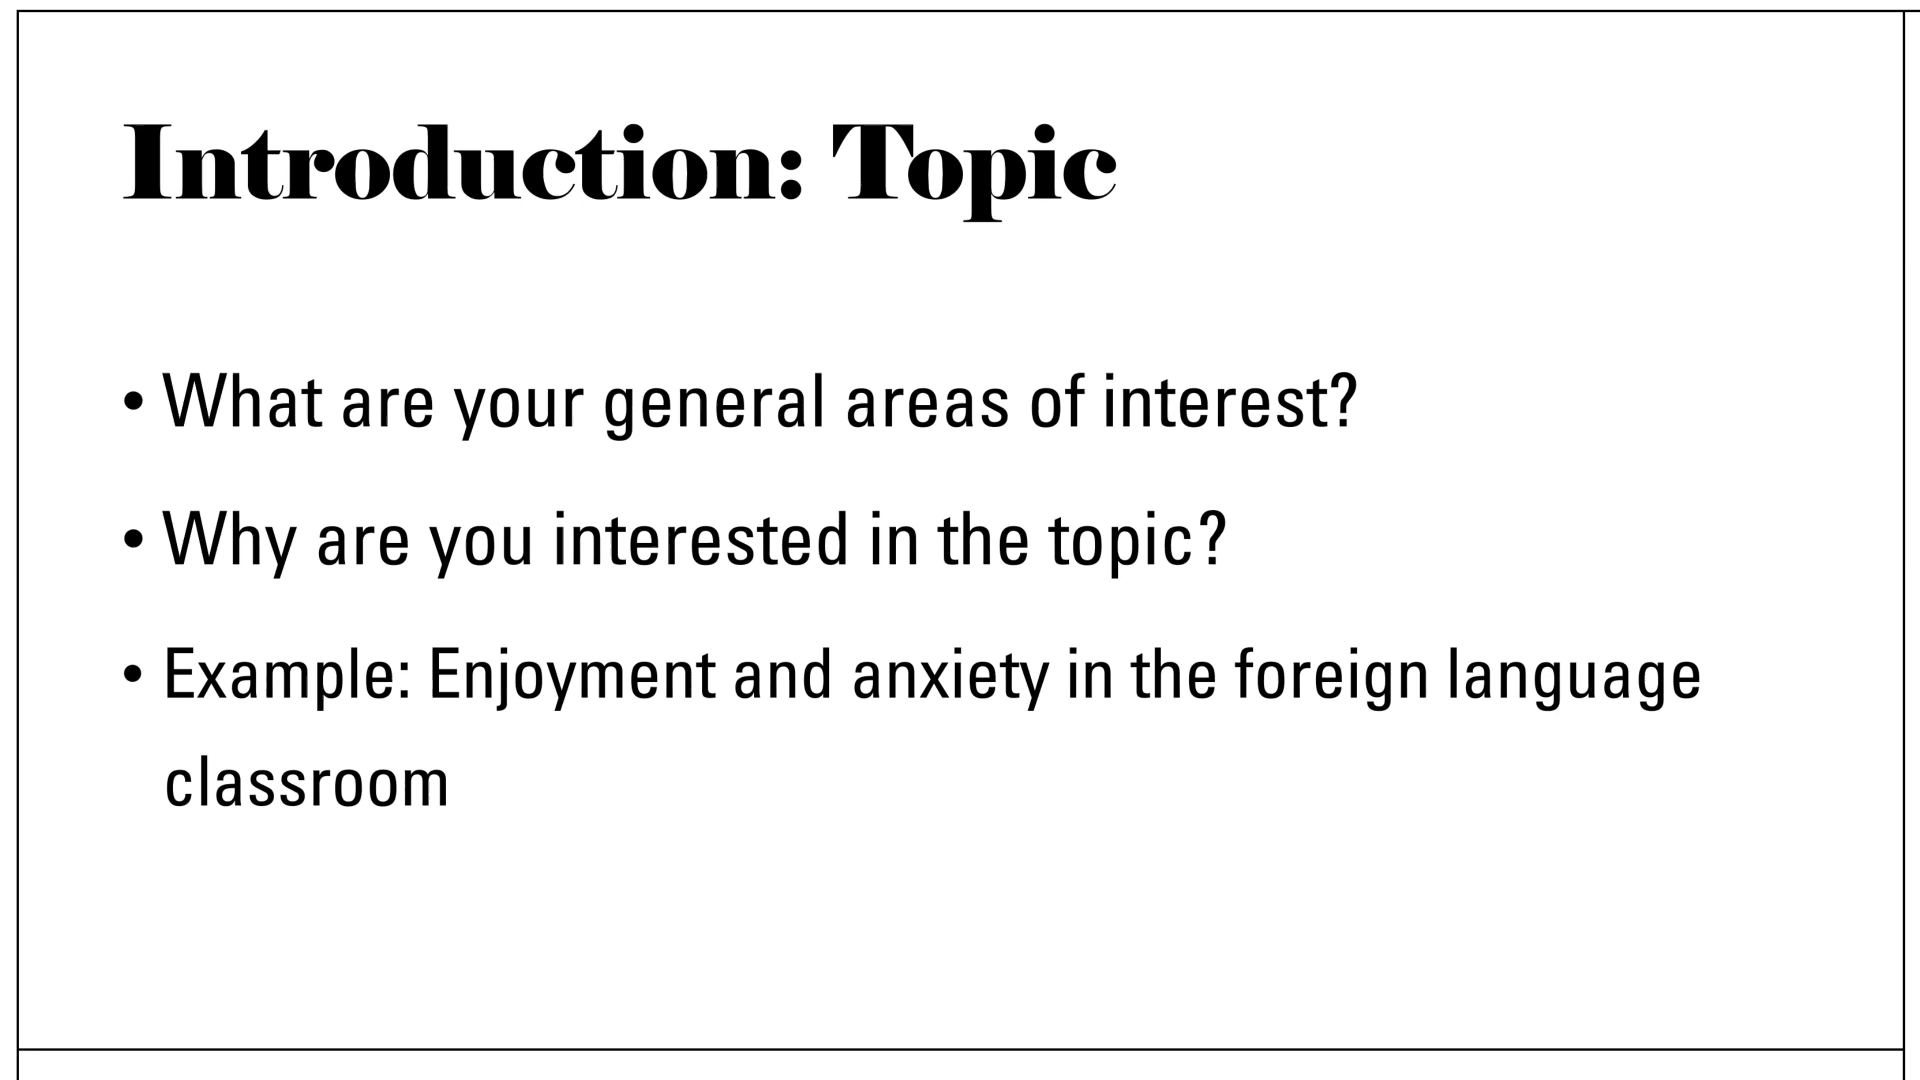 Introduction: Topic
• What are your general areas of interest?
• Why are you interested in the topic?
• Example: Enjoyment and anxiety in the foreign language
classroom